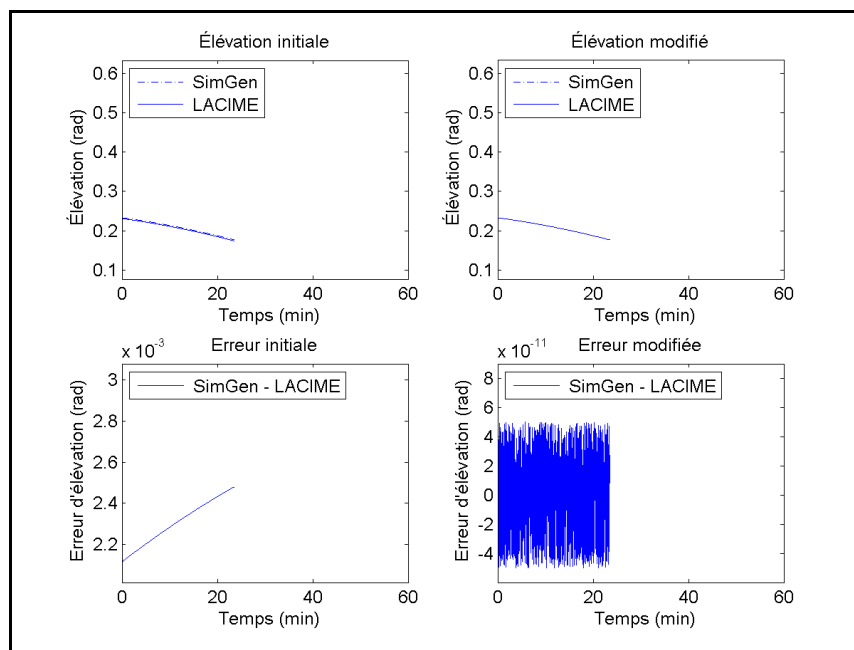 Élévation initiale
SimGen
LACIME
Élévation (rad)
0.6
0.5
0.4
0.3
0.2
0.1
0 20 40 60
Temps (min)
Élévation modifié
SimGen
LACIME
Élévation (rad)
0.6
0.5
0.4
0.3
0.2
0.1
0 20 40 60
Temps (min)
x 10-3
Erreur initiale
SimGen - LACIME
Erreur d'élévation (rad)
3
2.8
2.6
2.4
2.2
0 20 40 60
Temps (min)
x 10-11
Erreur modifiée
SimGen - LACIME
Erreur d'élévation (rad)
8
6
4
2
0
-2
-4
0 20 40 60
Temps (min)